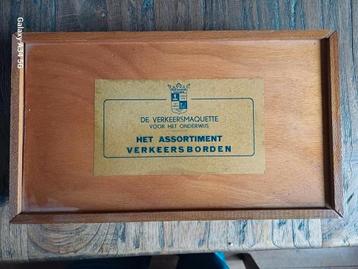 DE VERKEERSMAQUETTE
VOOR HET ONDERWIJS
HET ASSORTIMENT
VERKEERSBORDEN
Galaxy A34 5G